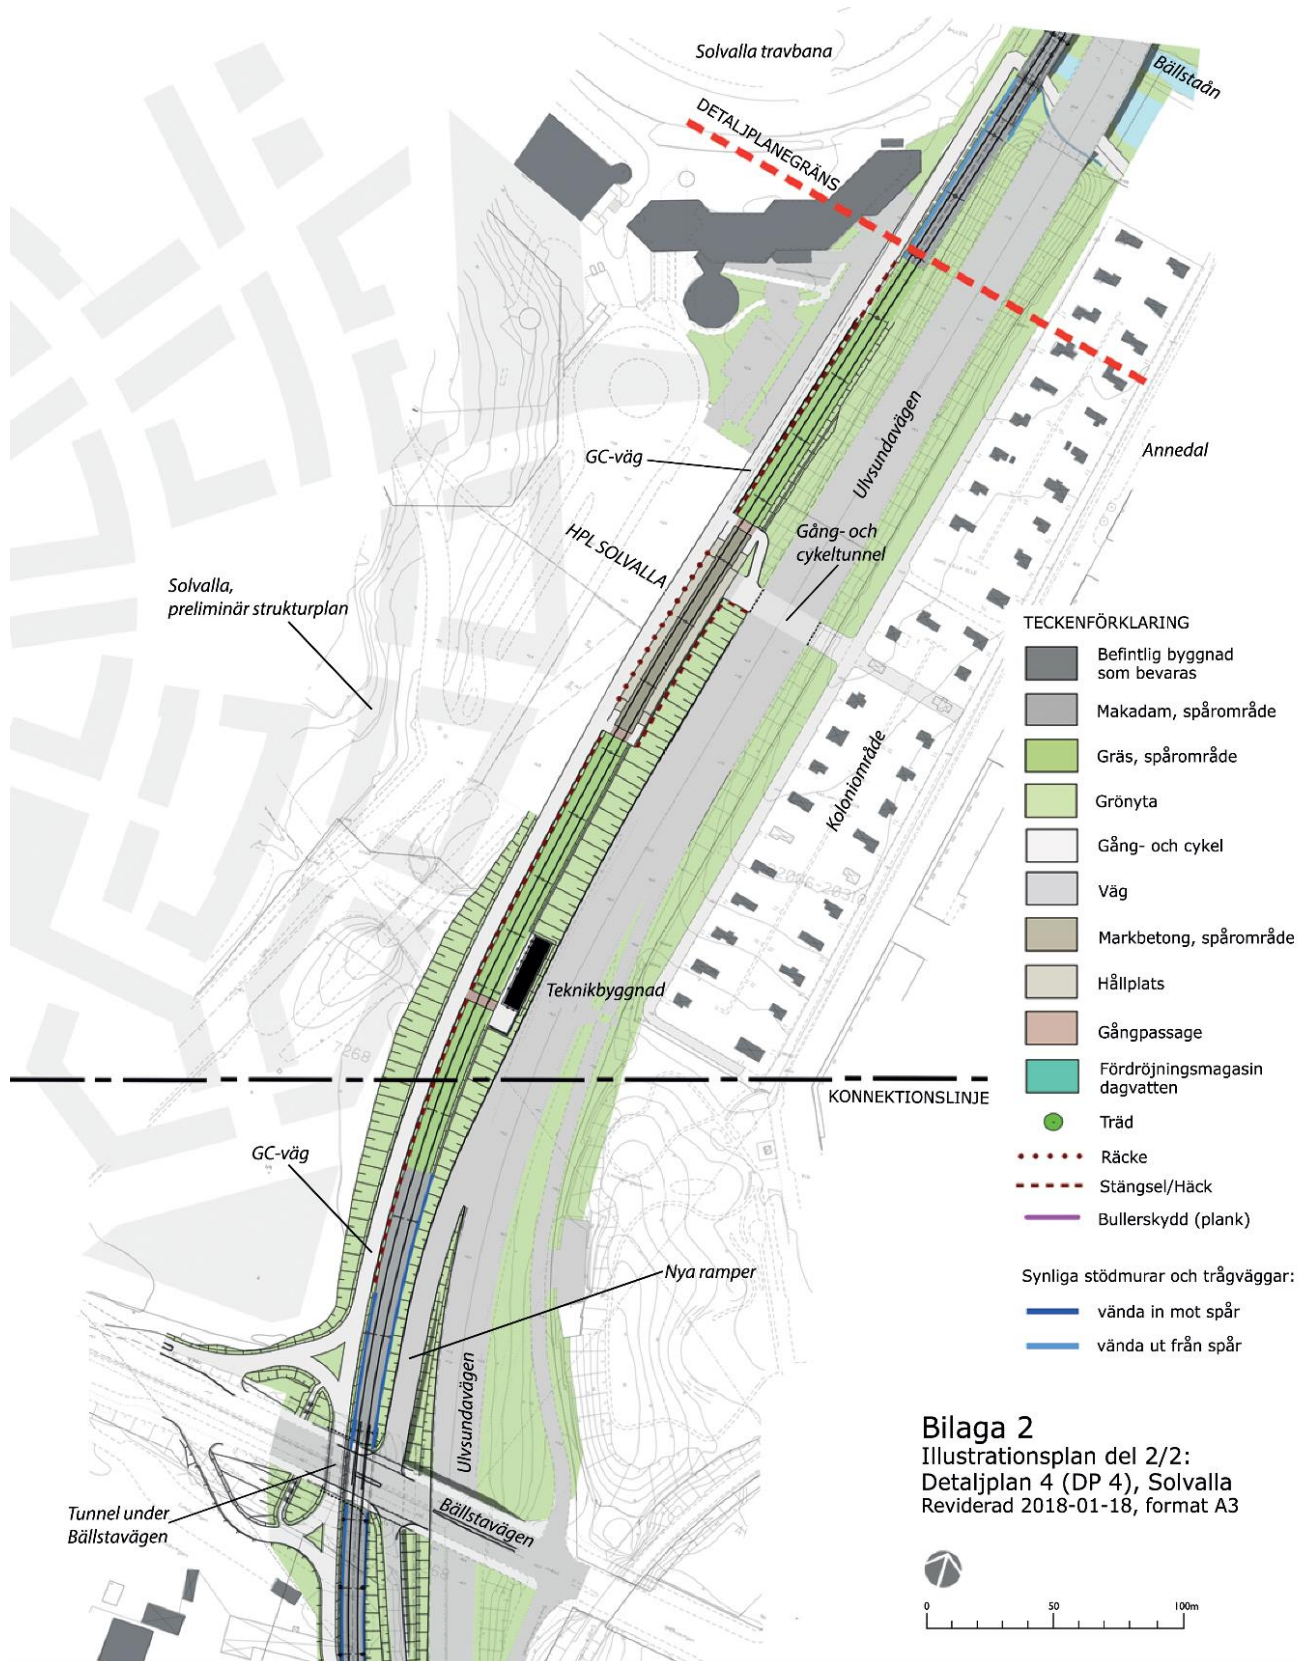 Solvalla travbana
Bällstaån
DETALJPLANEGRÄNS
Ulvsundavägen
Annedal
GC-väg
HPL SOLVALLA
Gång- och
cykeltunnel
Solvalla,
preliminär strukturplan
Koloniområde
Teknikbyggnad
KONNEKTIONSLINJE
GC-väg
Nya ramper
Ulvsundavägen
Bällstavägen
Tunnel under
Bällstavägen
TECKENFÖRKLARING
Befintlig byggnad
som bevaras
Makadam, spårområde
Gräs, spårområde
Grönyta
Gång- och cykel
Väg
Markbetong, spårområde
Hållplats
Gångpassage
Fördröjningsmagasin
dagvatten
Träd
Räcke
Stängsel/Häck
Bullerskydd (plank)
Synliga stödmurar och trågväggar:
vända in mot spår
vända ut från spår
Bilaga 2
Illustrationsplan del 2/2:
Detaljplan 4 (DP 4), Solvalla
Reviderad 2018-01-18, format A3
0 50 100m